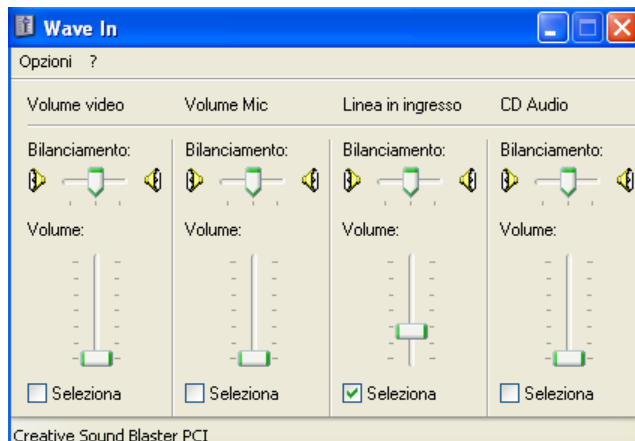 Wave In
Opzioni ?
Volume video Volume Mic Linea in ingresso CD Audio
Bilanciamento: Bilanciamento: Bilanciamento: Bilanciamento:
Volume: Volume: Volume: Volume:
Seleziona Seleziona Seleziona Seleziona
Creative Sound Blaster PCI